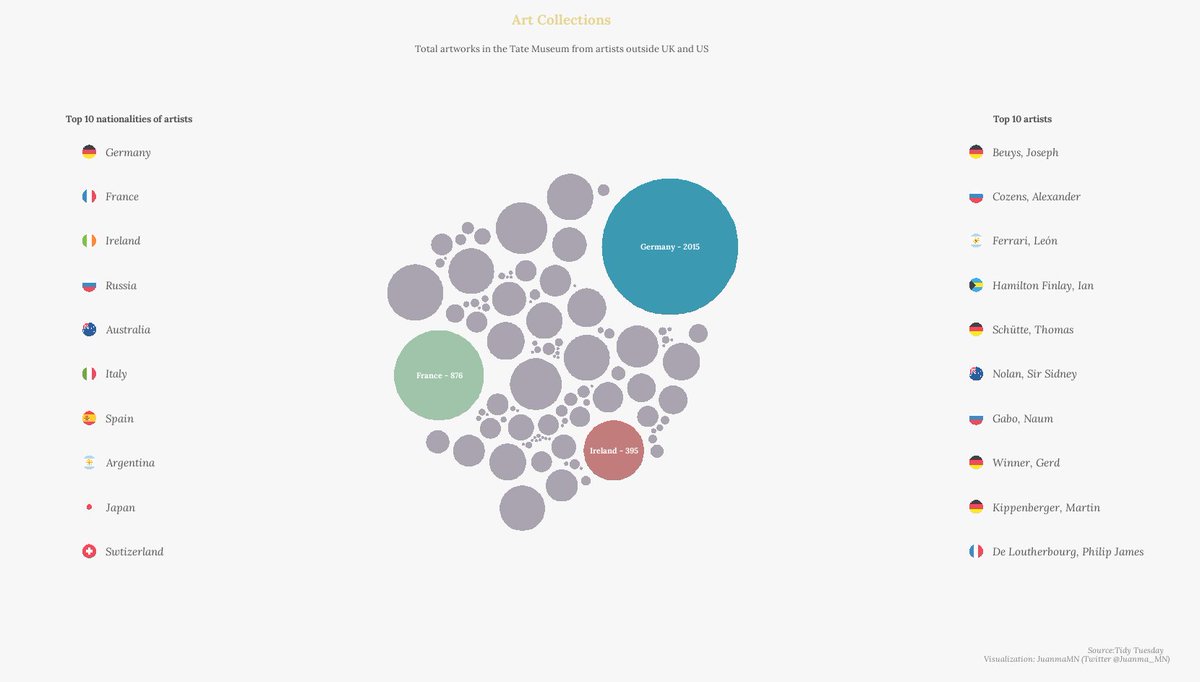 Art Collections
Total artworks in the Tate Museum from artists outside UK and US
Top 10 nationalities of artists
Germany
France
Ireland
Russia
Australia
Italy
Spain
Argentina
Japan
Swtizerland
Germany - 2015
France - 876
Ireland - 395
Top 10 artists
Beuys, Joseph
Cozens, Alexander
Ferrari, León
Hamilton Finlay, Ian
Schütte, Thomas
Nolan, Sir Sidney
Gabo, Naum
Winner, Gerd
Kippenberger, Martin
De Loutherbourg, Philip James
Source:Tidy Tuesday
Visualization: JuanmaMN (Twitter @Juanma_MN)